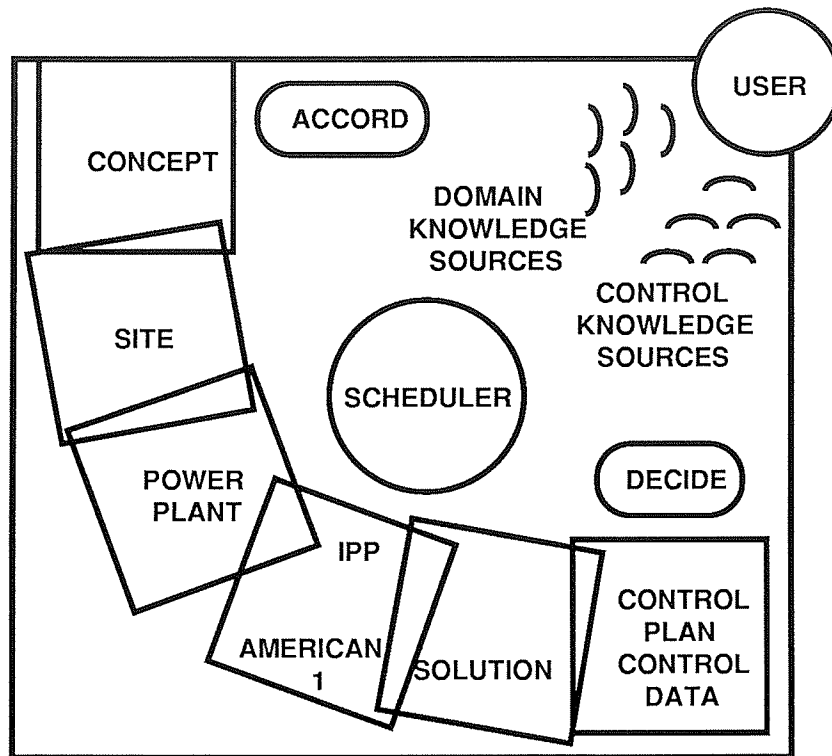 USER
ACCORD
CONCEPT
DOMAIN
KNOWLEDGE
SOURCES
CONTROL
KNOWLEDGE
SOURCES
SITE
SCHEDULER
POWER
PLANT
DECIDE
IPP
AMERICAN
1
SOLUTION
CONTROL
PLAN
CONTROL
DATA